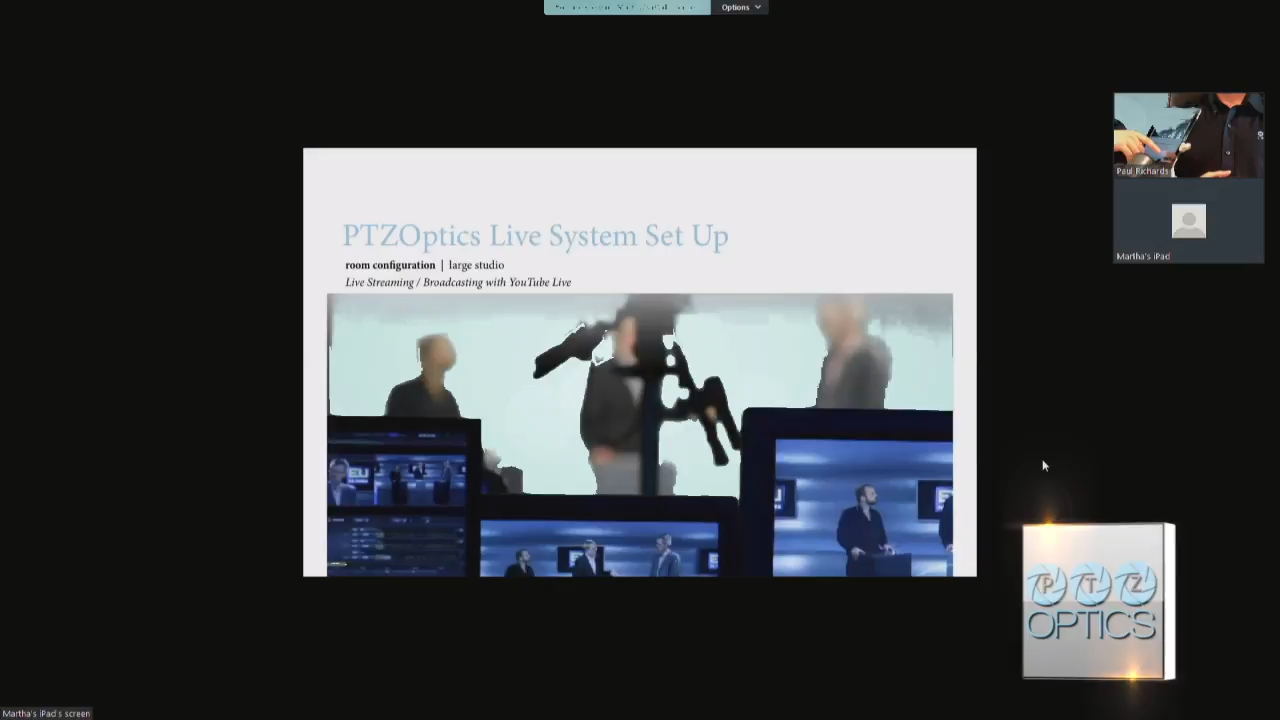 Options
Paul Richards
Martha's iPad
PTZOptics Live System Set Up
room configuration | large studio
Live Streaming / Broadcasting with YouTube Live
EU
P T Z
OPTICS
Martha's iPad's screen